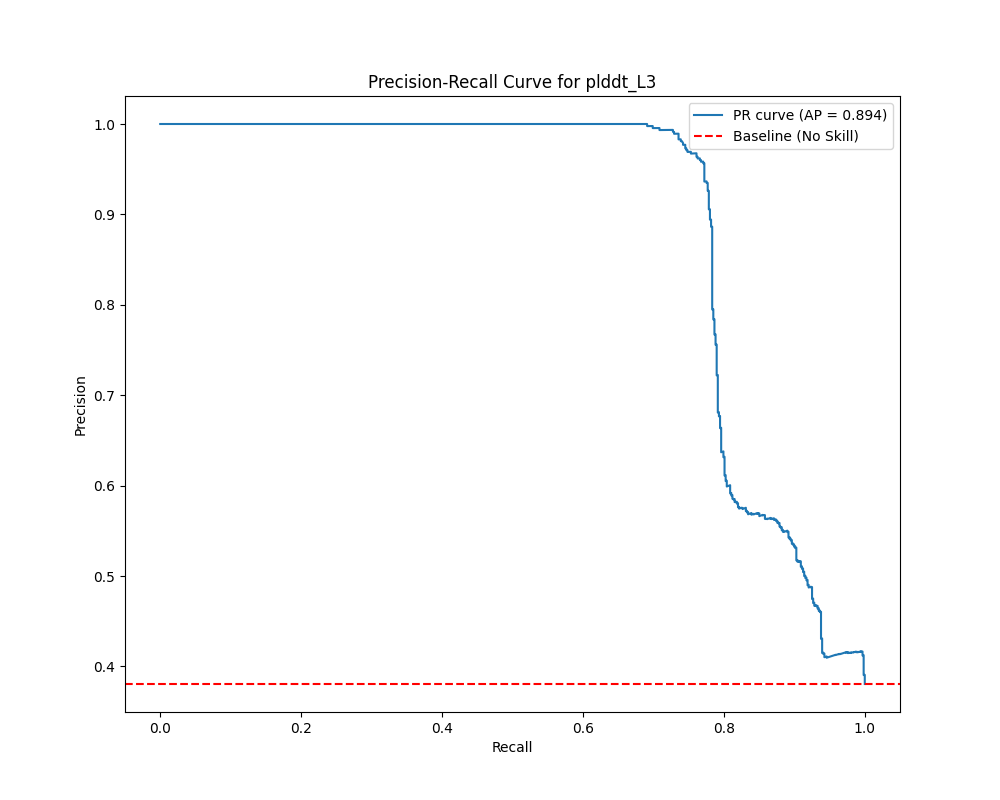 Precision-Recall Curve for plddt_L3
PR curve (AP = 0.894)
Baseline (No Skill)
1.0
0.9
0.8
0.7
0.6
0.5
0.4
Precision
0.0 0.2 0.4 0.6 0.8 1.0
Recall